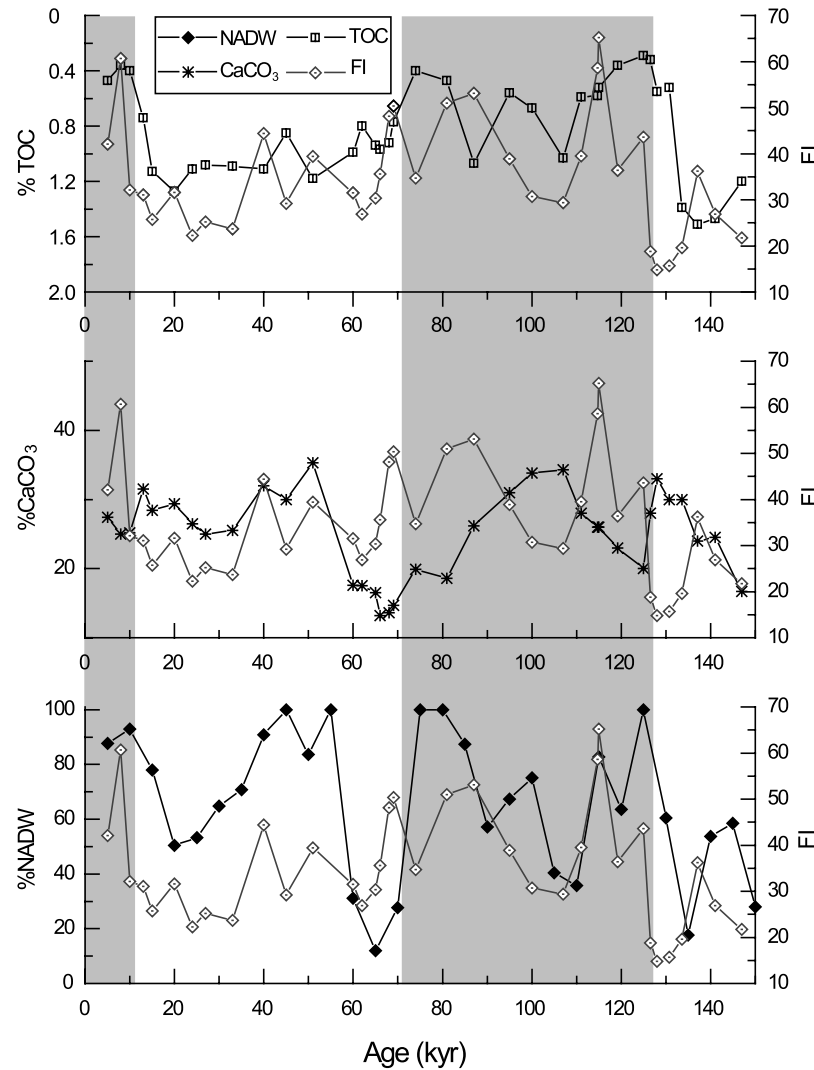 0 70
NADW TOC
CaCO3 FI
0.4 60
0.8 50
% TOC
1.2 40
FI
1.6 30
20
2.0 10
0 20 40 60 80 100 120 140
70
60
40
50
%CaCO3
40
FI
30
20
20
10
0 20 40 60 80 100 120 140
100 70
80 60
60 50
%NADW
40 40
FI
30
20 20
0 10
0 20 40 60 80 100 120 140
Age (kyr)